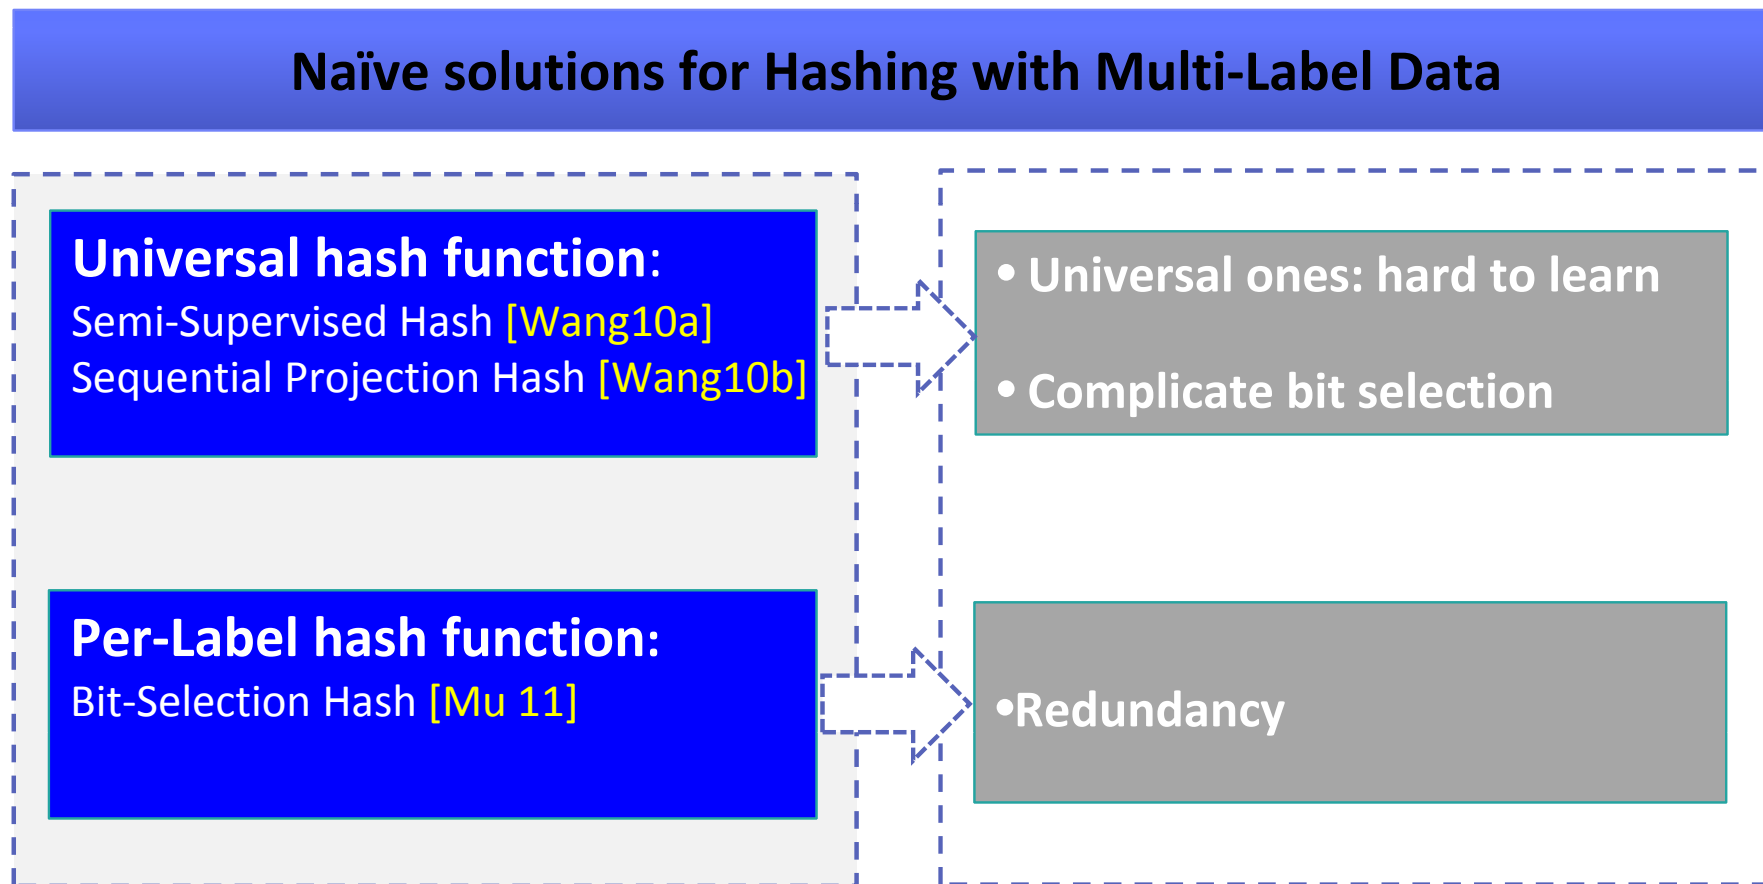 Naïve solutions for Hashing with Multi-Label Data
Universal hash function:
Semi-Supervised Hash [Wang10a]
Sequential Projection Hash [Wang10b]
• Universal ones: hard to learn
• Complicate bit selection
Per-Label hash function:
Bit-Selection Hash [Mu 11]
•Redundancy